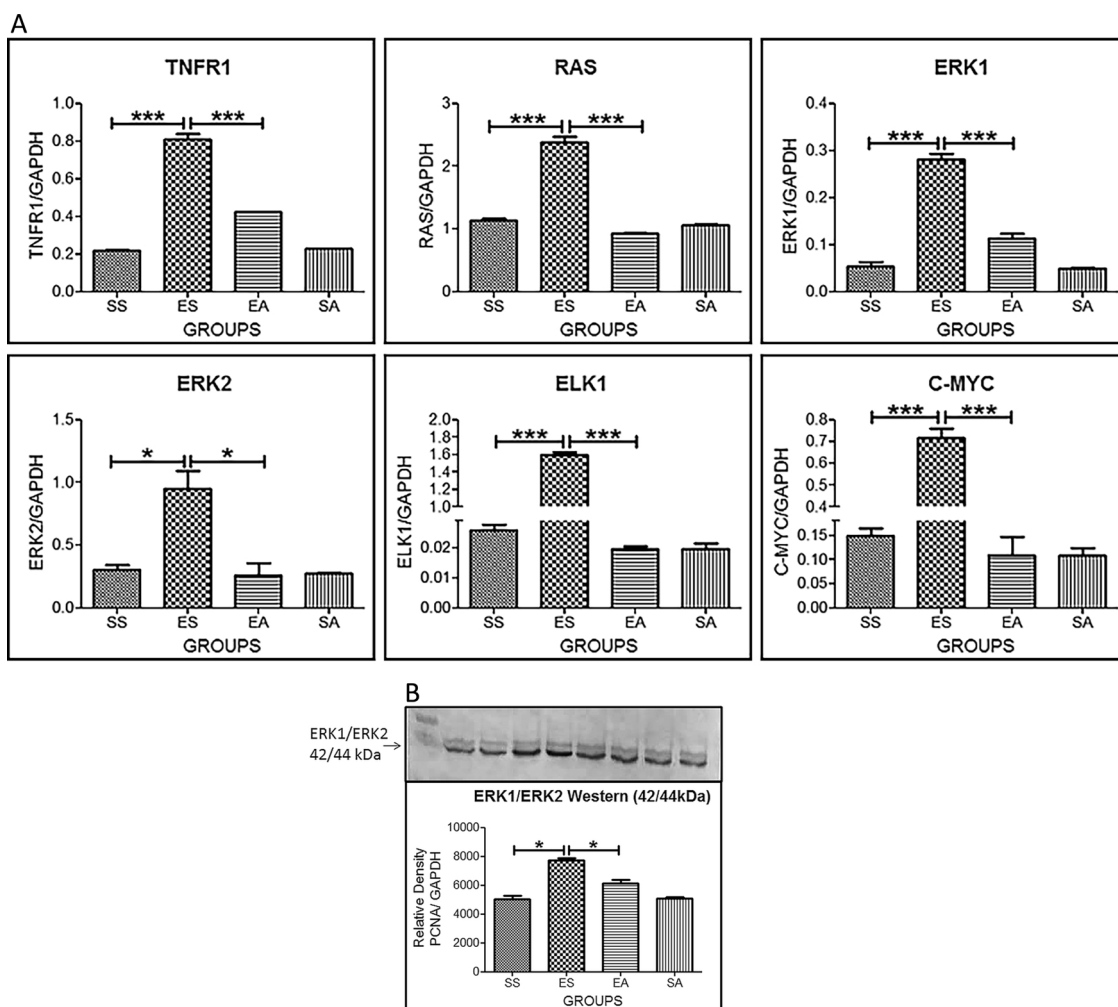 A
TNFR1
TNFR1/GAPDH
1.0
0.8
0.6
0.4
0.2
0.0
*** ***
SS ES EA SA
GROUPS
RAS
RAS/GAPDH
3
2
1
0
*** ***
SS ES EA SA
GROUPS
ERK1
ERK1/GAPDH
0.4
0.3
0.2
0.1
0.0
*** ***
SS ES EA SA
GROUPS
ERK2
ERK2/GAPDH
1.5
1.0
0.5
0.0
* *
SS ES EA SA
GROUPS
ELK1
ELK1/GAPDH
2.0
1.8
1.6
1.4
1.2
1.0
0.02
0.01
0.00
*** ***
SS ES EA SA
GROUPS
C-MYC
C-MYC/GAPDH
0.8
0.7
0.6
0.5
0.4
0.15
0.10
0.05
0.00
*** ***
SS ES EA SA
GROUPS
B
ERK1/ERK2
42/44 kDa
ERK1/ERK2 Western (42/44kDa)
Relative Density
PCNA/ GAPDH
10000
8000
6000
4000
2000
0
* *
SS ES EA SA
GROUPS